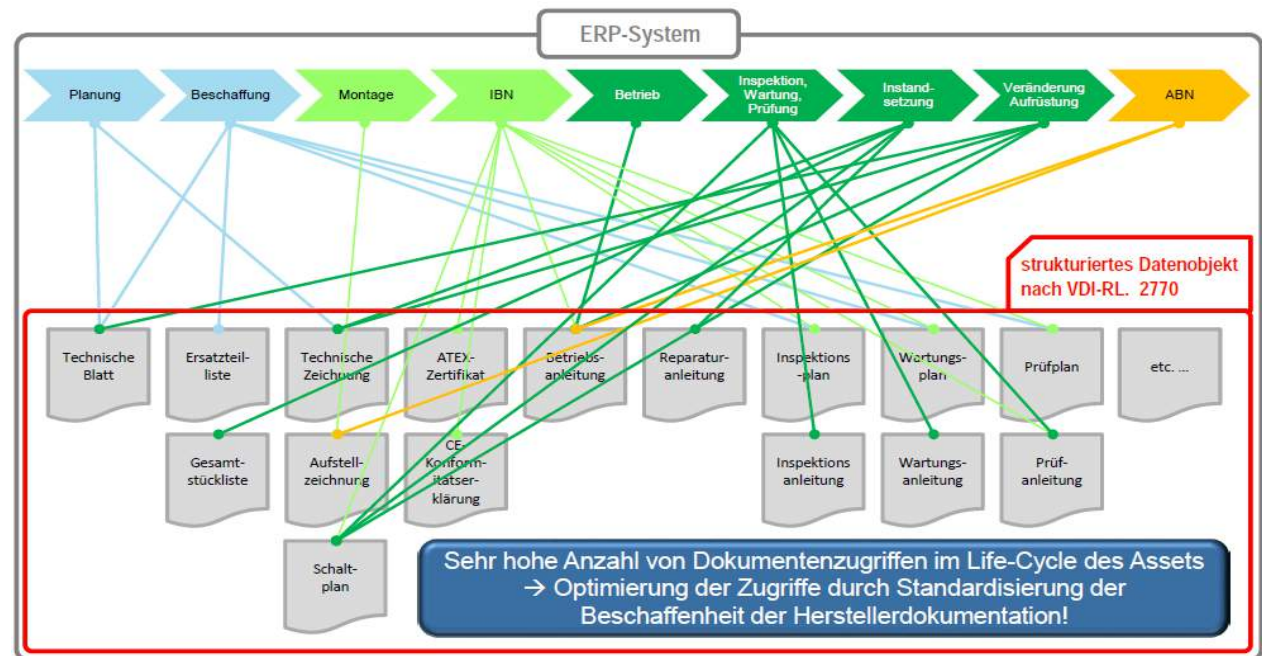 ERP-System
Planung
Beschaffung
Montage
IBN
Betrieb
Inspektion,
Wartung,
Prüfung
Instand-
setzung
Veränderung
Aufrüstung
ABN
strukturiertes Datenobjekt
nach VDI-RL. 2770
Technische
Blatt
Ersatzteil-
liste
Technische
Zeichnung
ATEX-
Zertifikat
Betriebs-
anleitung
Reparatur-
anleitung
Inspektions
-plan
Wartungs-
plan
Prüfplan
etc. ...
Gesamt-
stückliste
Aufstell-
zeichnung
CE-
Konform-
itätser-
klärung
Inspektions
anleitung
Wartungs-
anleitung
Prüf-
anleitung
Schalt-
plan
Sehr hohe Anzahl von Dokumentenzugriffen im Life-Cycle des Assets
→ Optimierung der Zugriffe durch Standardisierung der
Beschaffenheit der Herstellerdokumentation!